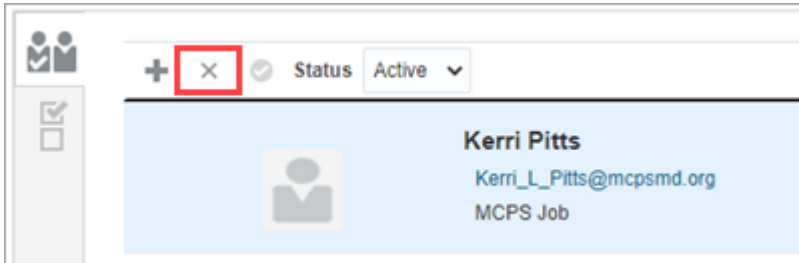 Status Active
Kerri Pitts
Kerri_L_Pitts@mcpsmd.org
MCPS Job